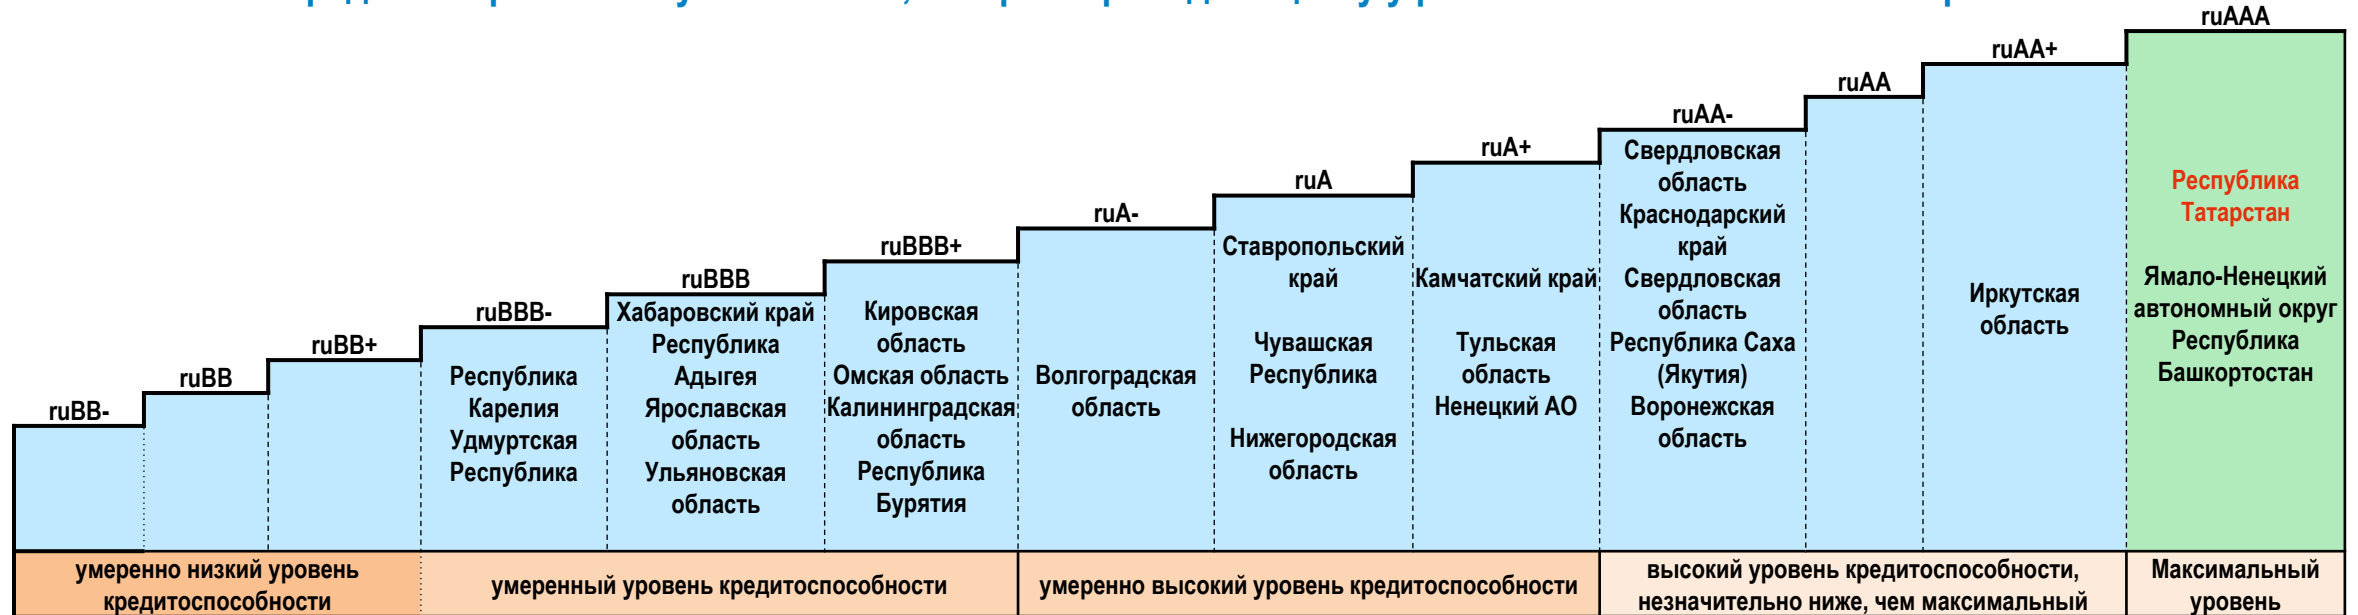 ruBB-
ruBB
ruBB+
ruBBB-
Республика
Карелия
Удмуртская
Республика
ruBBB
Хабаровский край
Республика
Адыгея
Ярославская
область
Ульяновская
область
ruBBB+
Кировская
область
Омская область
Калининградская
область
Республика
Бурятия
ruA-
Волгоградская
область
ruA
Ставропольский
край
Чувашская
Республика
Нижегородская
область
ruA+
Камчатский край
Тульская
область
Ненецкий АО
ruAA-
Свердловская
область
Краснодарский
край
Свердловская
область
Республика Саха
(Якутия)
Воронежская
область
ruAA
ruAA+
Иркутская
область
ruAAA
Республика
Татарстан
Ямало-Ненецкий
автономный округ
Республика
Башкортостан
умеренно низкий уровень
кредитоспособности
умеренный уровень кредитоспособности
умеренно высокий уровень кредитоспособности
высокий уровень кредитоспособности,
незначительно ниже, чем максимальный
Максимальный
уровень